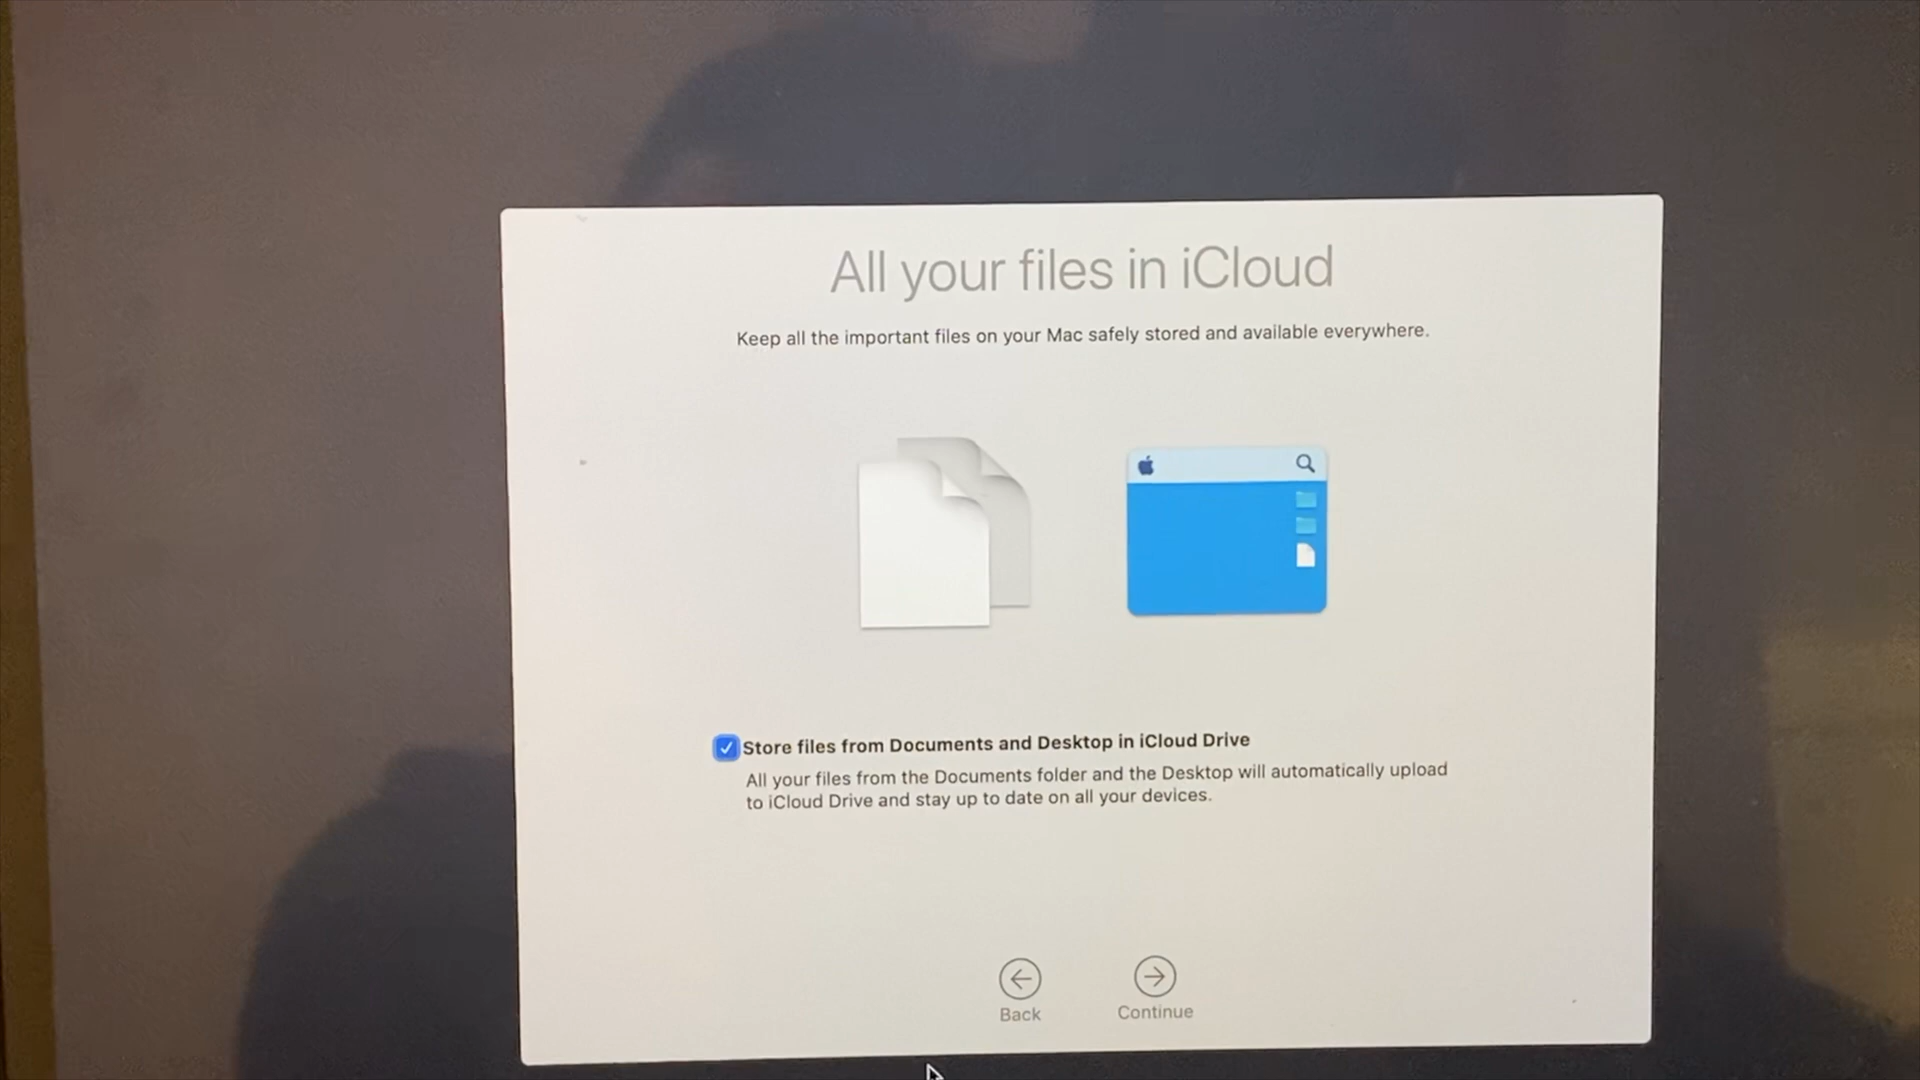 All your files in iCloud
Keep all the important files on your Mac safely stored and available everywhere.
Store files from Documents and Desktop in iCloud Drive
All your files from the Documents folder and the Desktop will automatically upload
to iCloud Drive and stay up to date on all your devices.
Back
Continue